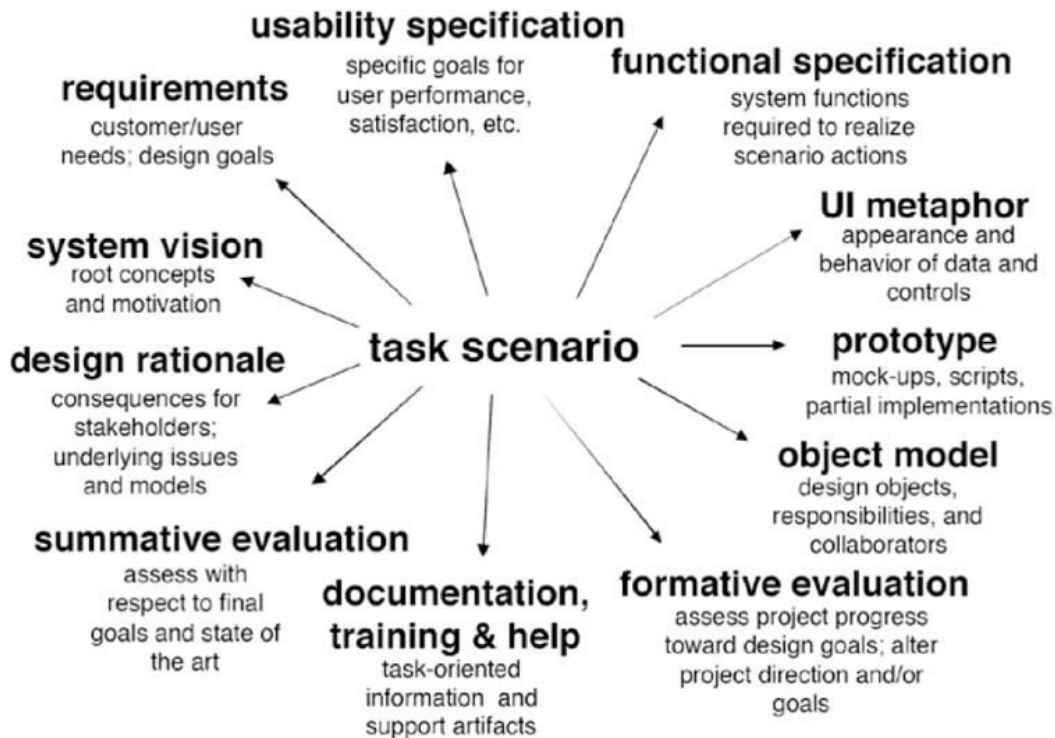 usability specification
specific goals for
user performance,
satisfaction, etc.
functional specification
system functions
required to realize
scenario actions
requirements
customer/user
needs; design goals
UI metaphor
appearance and
behavior of data and
controls
system vision
root concepts
and motivation
task scenario
prototype
mock-ups, scripts,
partial implementations
design rationale
consequences for
stakeholders;
underlying issues
and models
object model
design objects,
responsibilities, and
collaborators
summative evaluation
assess with
respect to final
goals and state of
the art
documentation,
training & help
task-oriented
information and
support artifacts
formative evaluation
assess project progress
toward design goals; alter
project direction and/or
goals